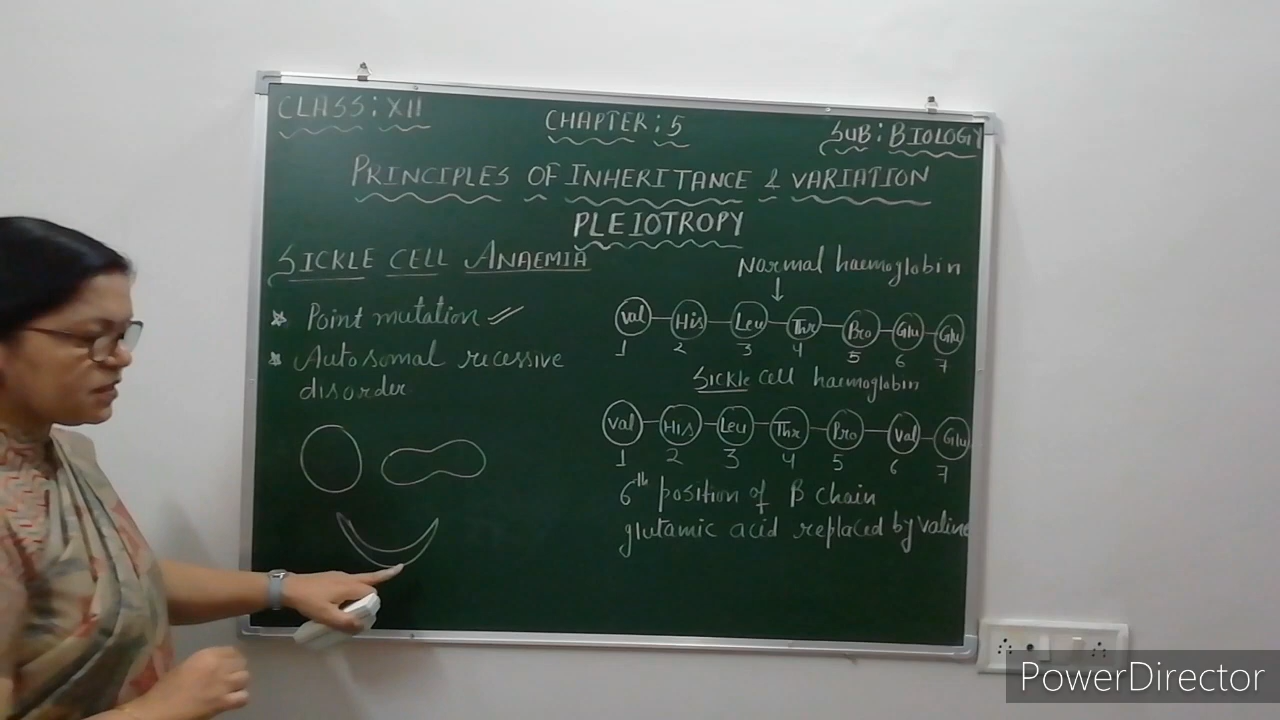 CLASS: XII
CHAPTER: 5
SUB: BIOLOGY
PRINCIPLES OF INHERITANCE & VARIATION
PLEIOTROPY
SICKLE CELL ANAEMIA
Point mutation
Autosomal recessive
disorder
Normal haemoglobin
Val His Leu Thr Pro Glu Glu
1 2 3 4 5 6 7
Sickle cell haemoglobin
Val His Leu Thr Pro Val Glu
1 2 3 4 5 6 7
6th position of β chain
glutamic acid replaced by valine
PowerDirector